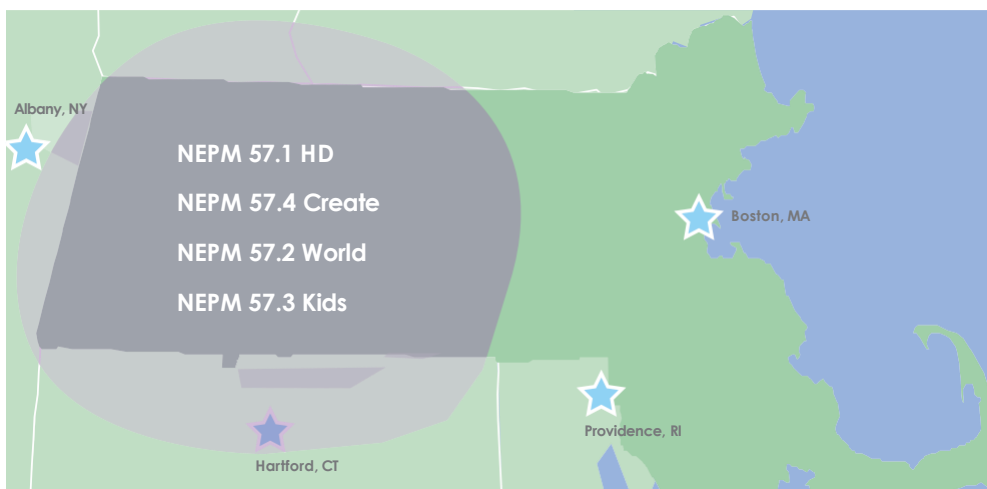 Albany, NY
NEPM 57.1 HD
NEPM 57.4 Create
Boston, MA
NEPM 57.2 World
NEPM 57.3 Kids
Providence, RI
Hartford, CT